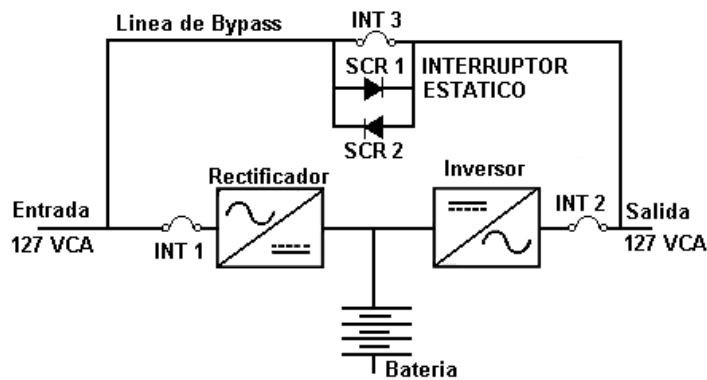 Linea de Bypass
INT 3
SCR 1
INTERRUPTOR
ESTATICO
SCR 2
Rectificador
Inversor
Entrada
127 VCA
INT 1
INT 2
Salida
127 VCA
Bateria